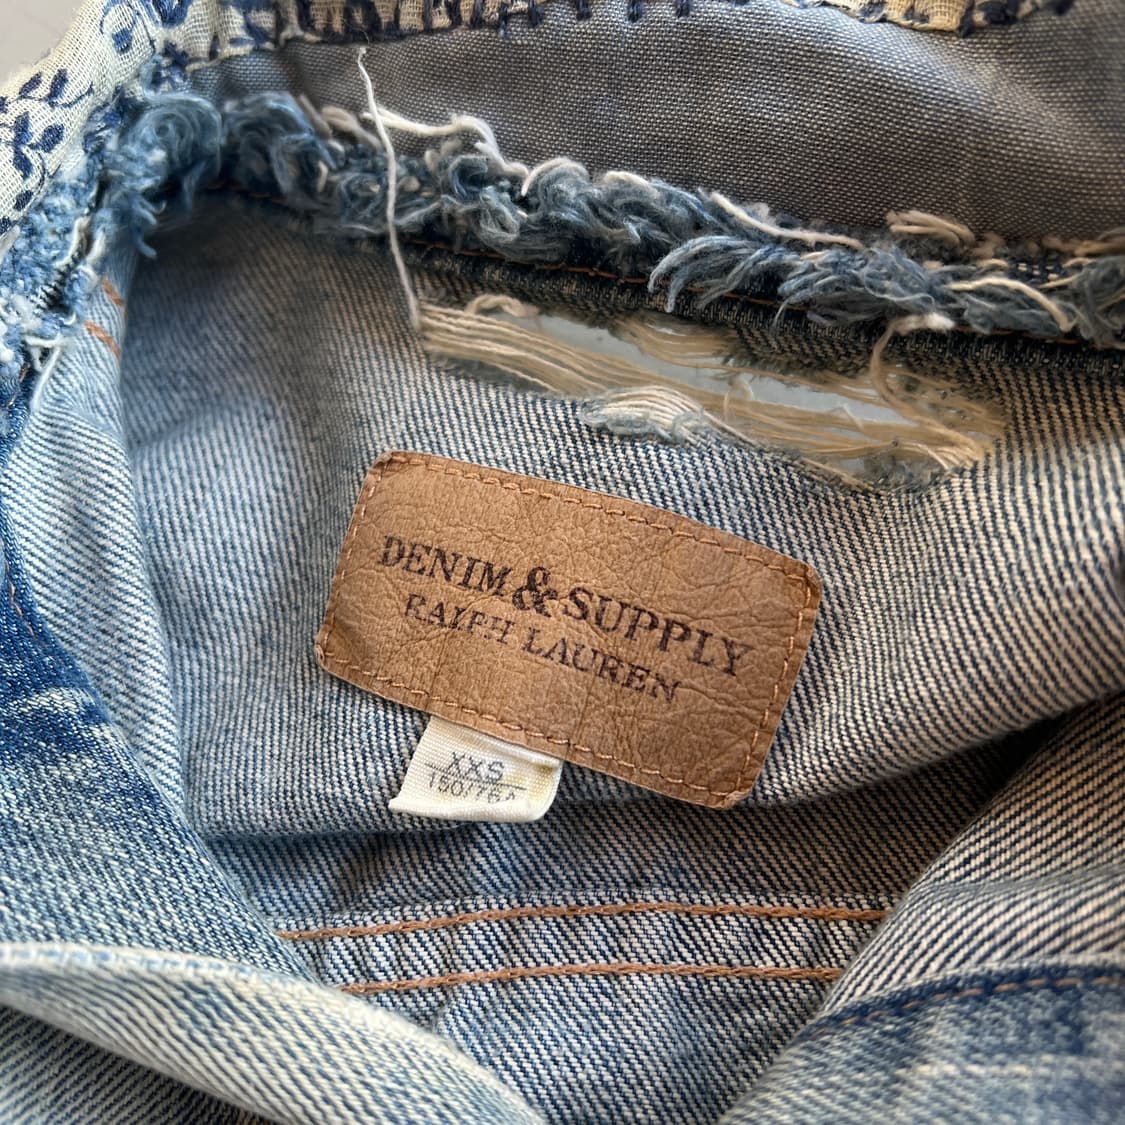 DENIM & SUPPLY
RALPH LAUREN
XXS
150/76A